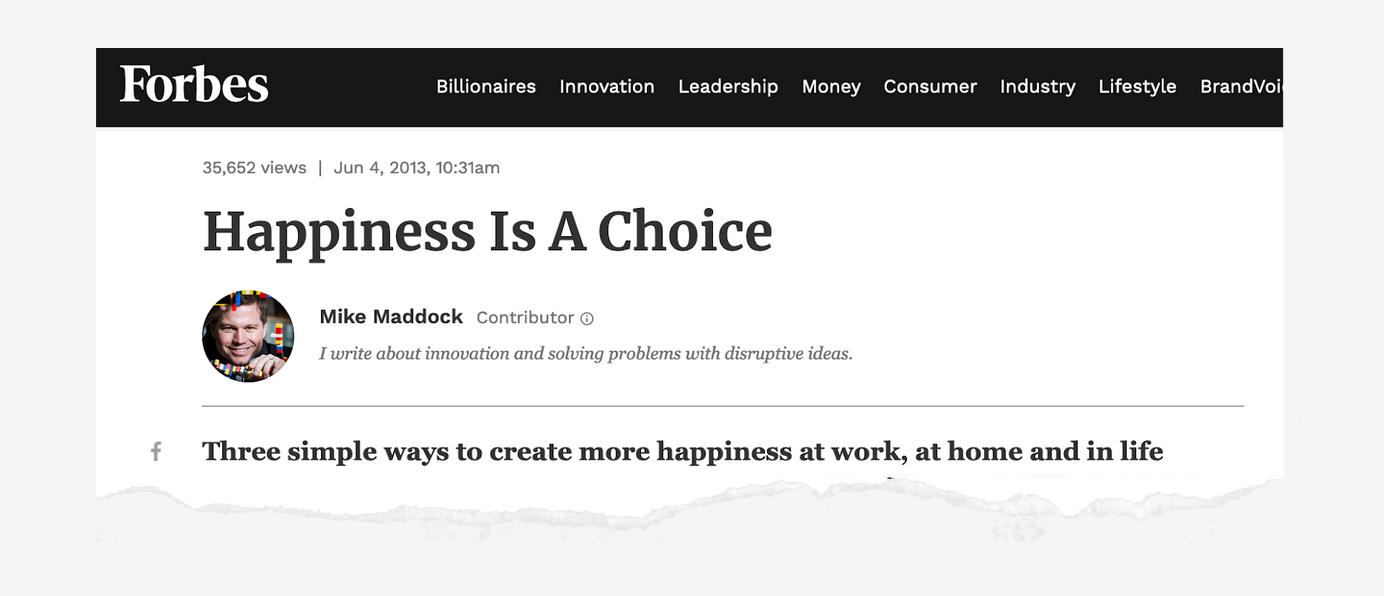 Forbes
Billionaires Innovation Leadership Money Consumer Industry Lifestyle
35,652 views | Jun 4, 2013, 10:31am
Happiness Is A Choice
Mike Maddock Contributor
I write about innovation and solving problems with disruptive ideas.
Three simple ways to create more happiness at work, at home and in life